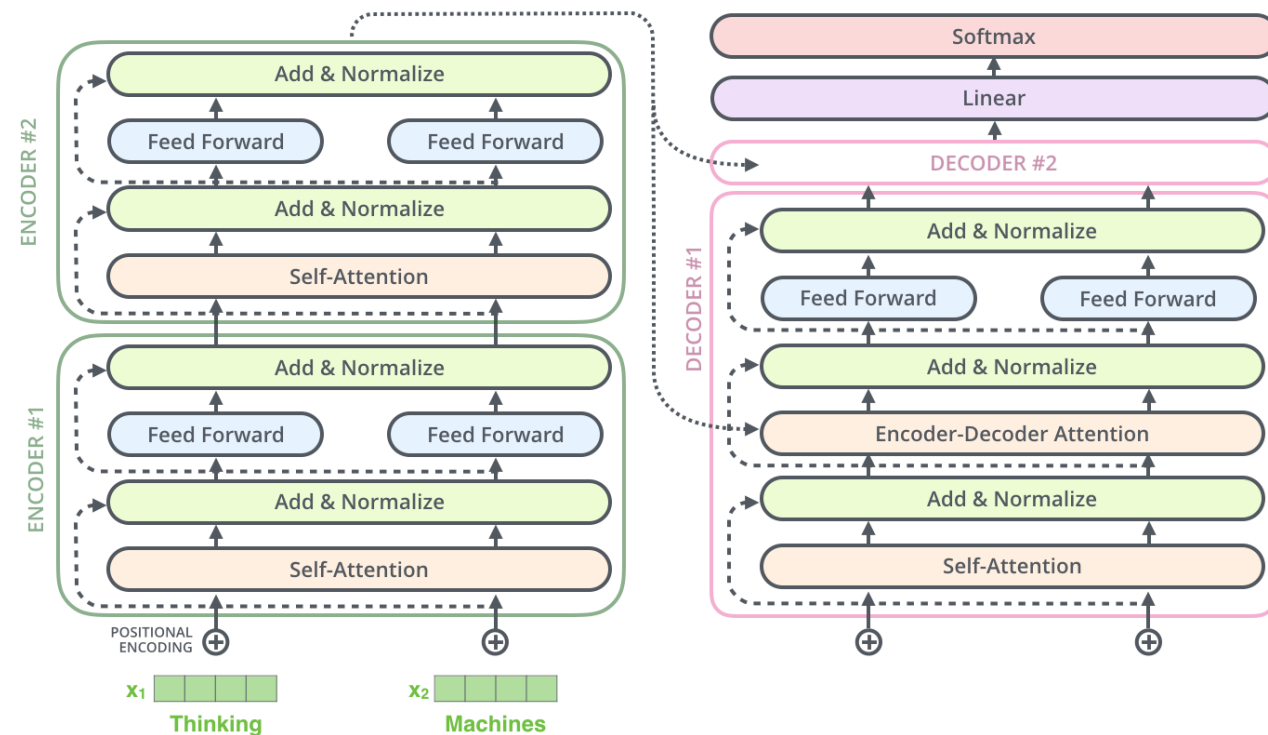 ENCODER #2
Add & Normalize
Feed Forward
Feed Forward
Add & Normalize
Self-Attention
ENCODER #1
Add & Normalize
Feed Forward
Feed Forward
Add & Normalize
Self-Attention
POSITIONAL
ENCODING
x₁
x₂
Thinking
Machines
Softmax
Linear
DECODER #2
DECODER #1
Add & Normalize
Feed Forward
Feed Forward
Add & Normalize
Encoder-Decoder Attention
Add & Normalize
Self-Attention